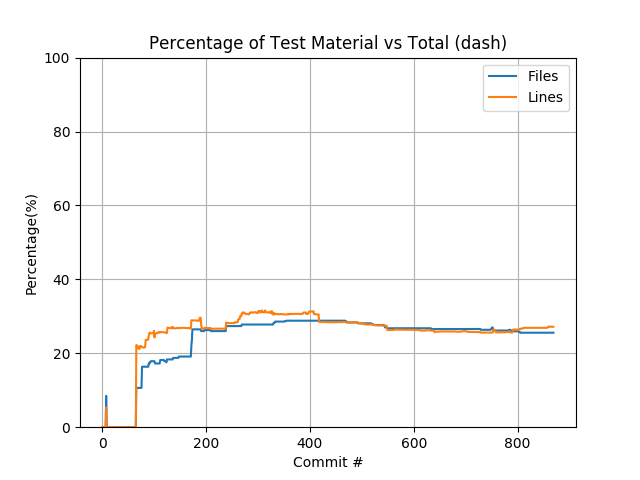 Percentage of Test Material vs Total (dash)
Files
Lines
100
80
60
40
20
0
Percentage(%)
0 200 400 600 800
Commit #